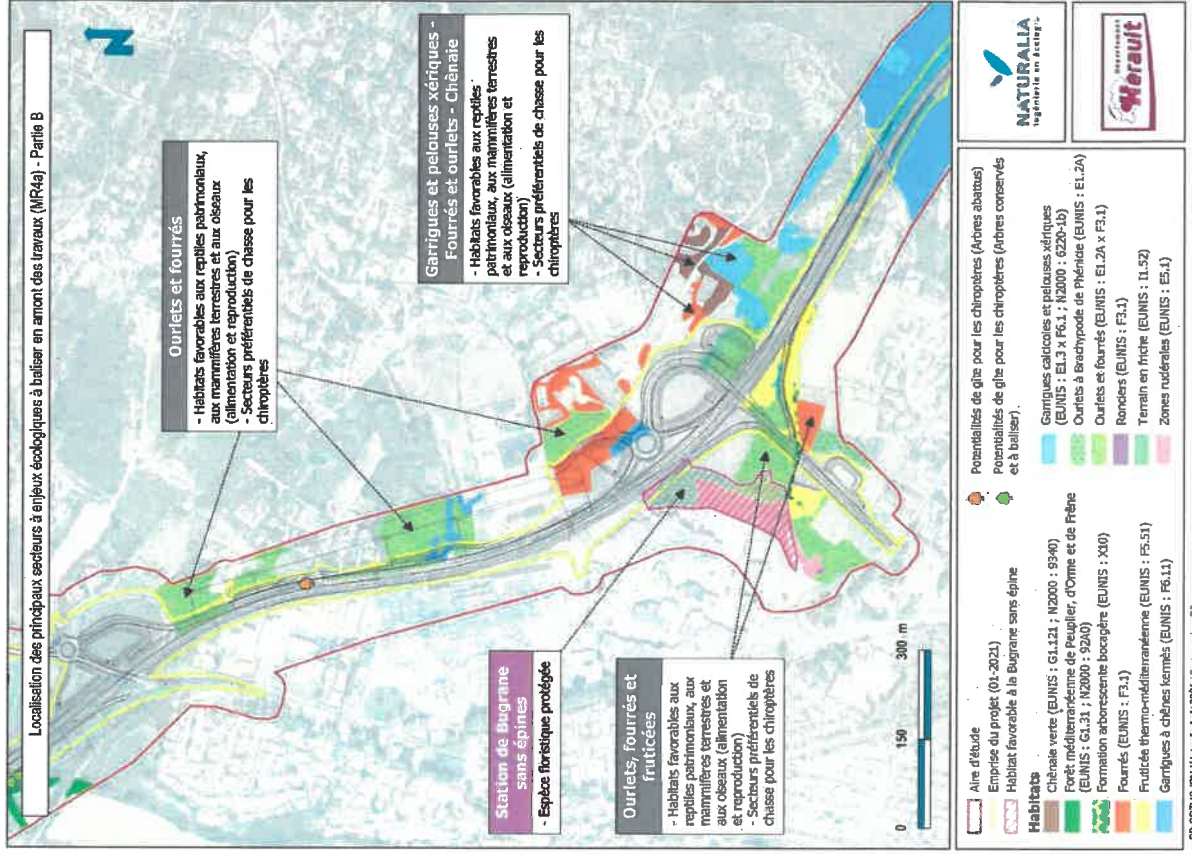 Localisation des principaux secteurs à enjeux écologiques à baliser en amont des travaux (MR4a) - Partie B
N
Ourlets et fourrés
- Habitats favorables aux reptiles patrimoniaux,
aux mammifères terrestres et aux oiseaux
(alimentation et reproduction)
- Secteurs préférentiels de chasse pour les
chiroptères
Garrigues et pelouses xériques -
Fourrés et ourlets - Chênaie
- Habitats favorables aux reptiles
patrimoniaux, aux mammifères terrestres
et aux oiseaux (alimentation et
reproduction)
- Secteurs préférentiels de chasse pour les
chiroptères
Station de Bugrane
sans épines
- Espèce floristique protégée
Ourlets, fourrés et
fruticées
- Habitats favorables aux
reptiles patrimoniaux, aux
mammifères terrestres et
aux oiseaux (alimentation
et reproduction)
- Secteurs préférentiels de
chasse pour les chiroptères
0 150 300 m
Aire d'étude
Emprise du projet (01-2021)
Habitat favorable à la Bugrane sans épine
Habitats
Chênaie verte (EUNIS : G1.121 ; N2000 : 9340)
Forêt méditerranéenne de Peuplier, d'Orme et de Frêne
(EUNIS : G1.31 ; N2000 : 92A0)
Formation arborescente bocagère (EUNIS : X10)
Fourrés (EUNIS : F3.1)
Fruticée thermo-méditerranéenne (EUNIS : F5.51)
Garrigues à chênes kermès (EUNIS : F6.11)
Potentialités de gîte pour les chiroptères (Arbres abattus)
Potentialités de gîte pour les chiroptères (Arbres conservés
et à baliser).
Garrigues calcicoles et pelouses xériques
(EUNIS : E1.3 x F6.1 ; N2000 : 6220-1b)
Ourlets à Brachypode de Phénicie (EUNIS : E1.2A)
Ourlets et fourrés (EUNIS : E1.2A x F3.1)
Ronciers (EUNIS : F3.1)
Terrain en friche (EUNIS : I1.52)
Zones rudérales (EUNIS : E5.1)
NATURALIA
Ingénierie en écologie
Département
Hérault